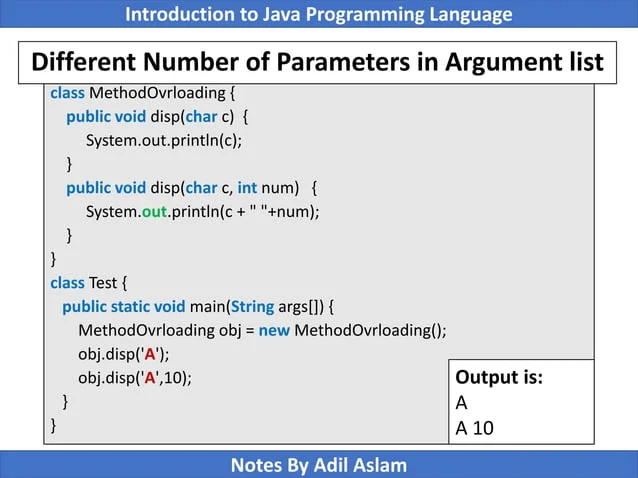 Introduction to Java Programming Language
Different Number of Parameters in Argument list
class MethodOvrloading {
public void disp(char c) {
System.out.println(c);
}
public void disp(char c, int num) {
System.out.println(c + " "+num);
}
}
class Test {
public static void main(String args[]) {
MethodOvrloading obj = new MethodOvrloading();
obj.disp('A');
obj.disp('A',10);
}
}
Output is:
A
A 10
Notes By Adil Aslam